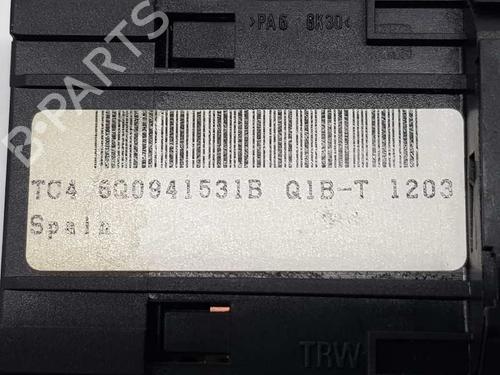 >PA6 GK30<
TC4 6Q0941531B Q1B-T 1203
Spain
TRW
B-PARTS